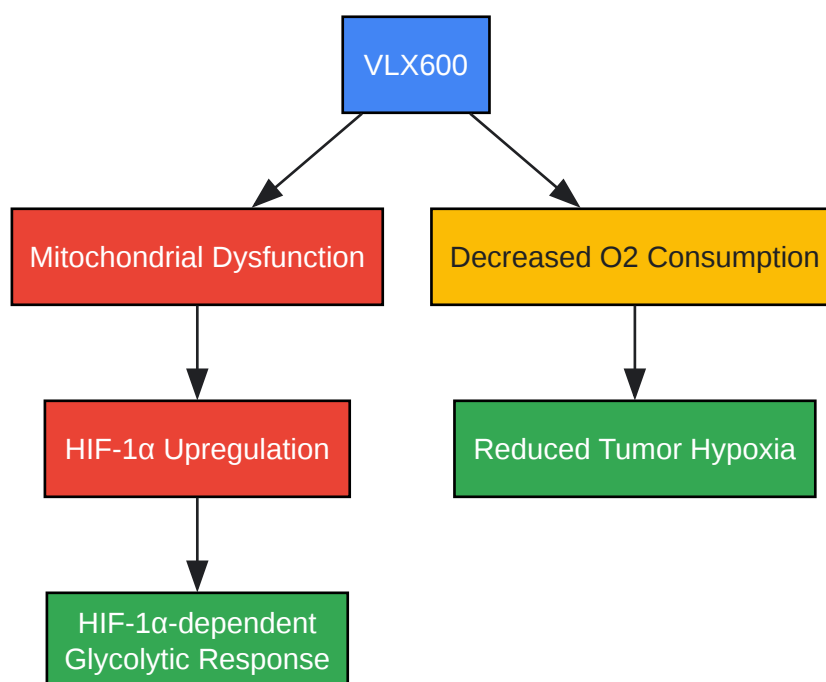 VLX600
Mitochondrial Dysfunction
Decreased O2 Consumption
HIF-1α Upregulation
Reduced Tumor Hypoxia
HIF-1α-dependent
Glycolytic Response